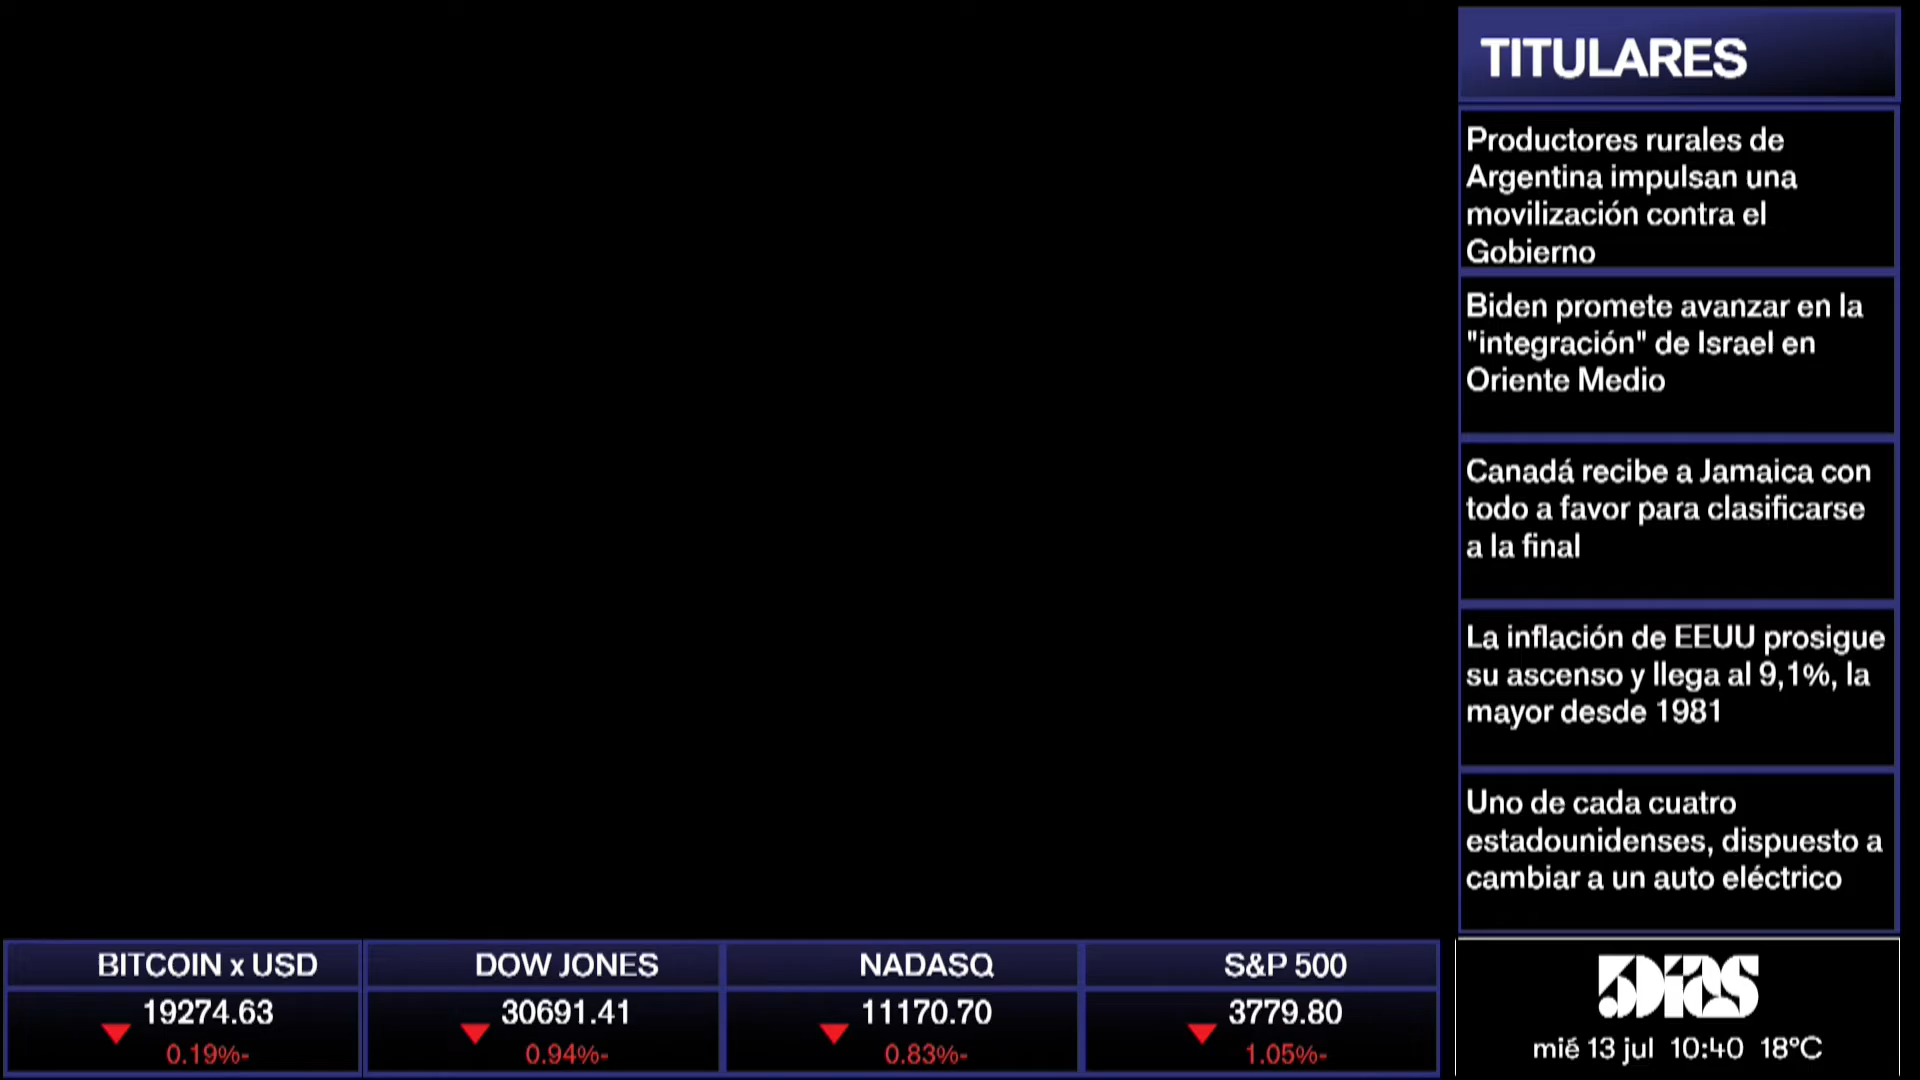 TITULARES
Productores rurales de
Argentina impulsan una
movilización contra el
Gobierno
Biden promete avanzar en la
"integración" de Israel en
Oriente Medio
Canadá recibe a Jamaica con
todo a favor para clasificarse
a la final
La inflación de EEUU prosigue
su ascenso y llega al 9,1%, la
mayor desde 1981
Uno de cada cuatro
estadounidenses, dispuesto a
cambiar a un auto eléctrico
BITCOIN x USD
19274.63
0.19%-
DOW JONES
30691.41
0.94%-
NADASQ
11170.70
0.83%-
S&P 500
3779.80
1.05%-
5Días
mié 13 jul 10:40 18°C